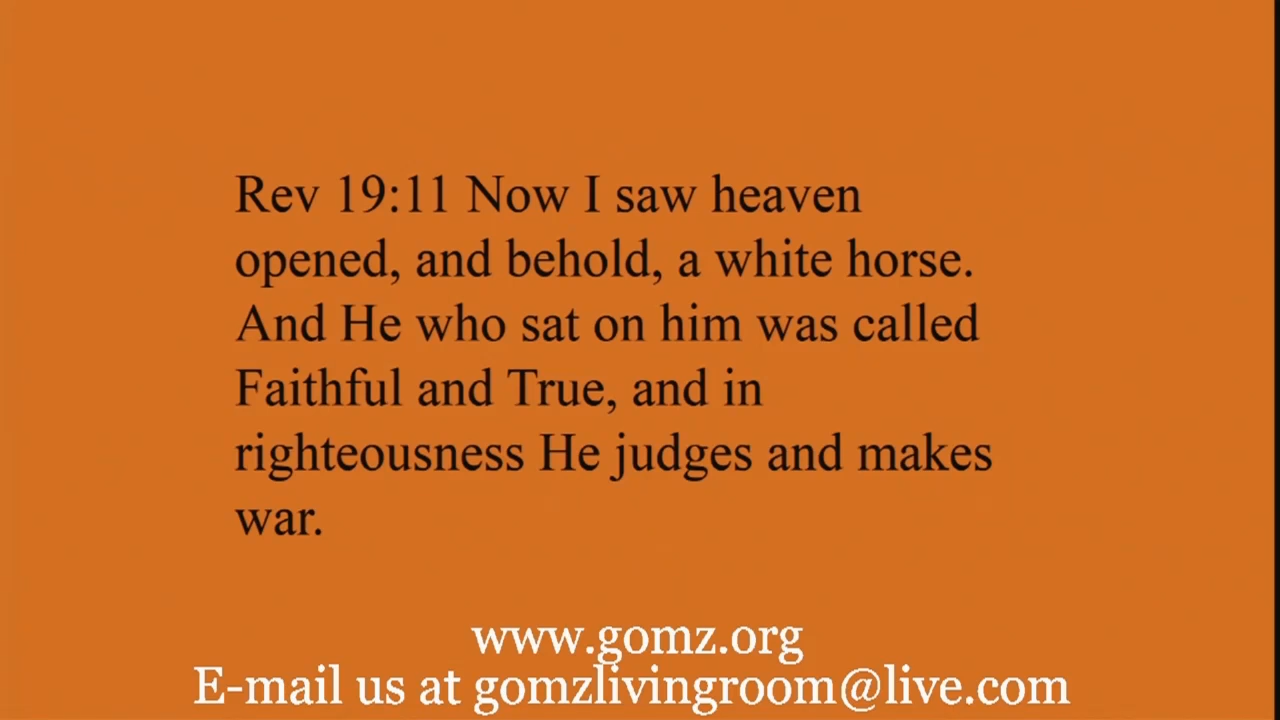 Rev 19:11 Now I saw heaven
opened, and behold, a white horse.
And He who sat on him was called
Faithful and True, and in
righteousness He judges and makes
war.
www.gomz.org
E-mail us at gomzlivingroom@live.com